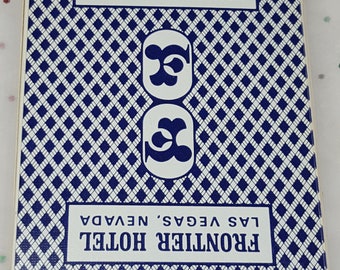 F
F
FRONTIER HOTEL
LAS VEGAS, NEVADA